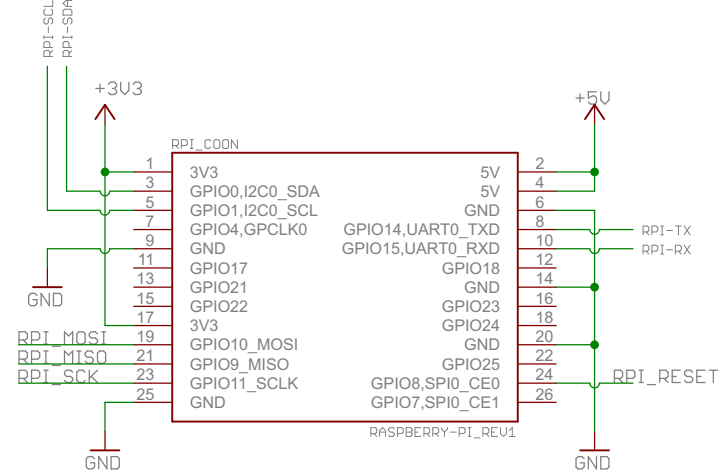 RPI-SCL
RPI-SDA
+3V3
+5V
RPI_COON
1 3V3 5V 2
3 GPIO0,I2C0_SDA 5V 4
5 GPIO1,I2C0_SCL GND 6
7 GPIO4,GPCLK0 GPIO14,UART0_TXD 8 RPI-TX
9 GND GPIO15,UART0_RXD 10 RPI-RX
11 GPIO17 GPIO18 12
13 GPIO21 GND 14
GND
15 GPIO22 GPIO23 16
17 3V3 GPIO24 18
RPI_MOSI 19 GPIO10_MOSI GND 20
RPI_MISO 21 GPIO9_MISO GPIO25 22
RPI_SCK 23 GPIO11_SCLK GPIO8,SPI0_CE0 24 RPI_RESET
25 GND GPIO7,SPI0_CE1 26
RASPBERRY-PI_REV1
GND
GND